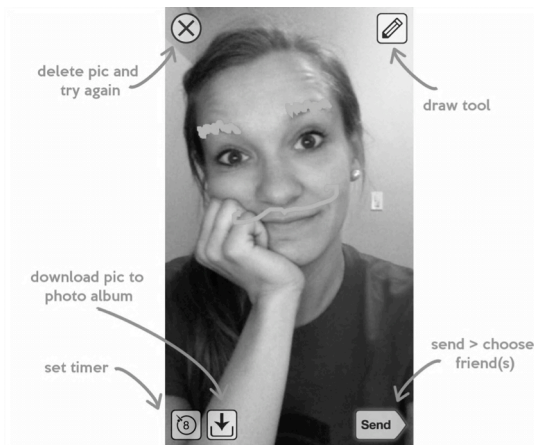 delete pic and
try again
draw tool
download pic to
photo album
set timer
send > choose
friend(s)
8
Send